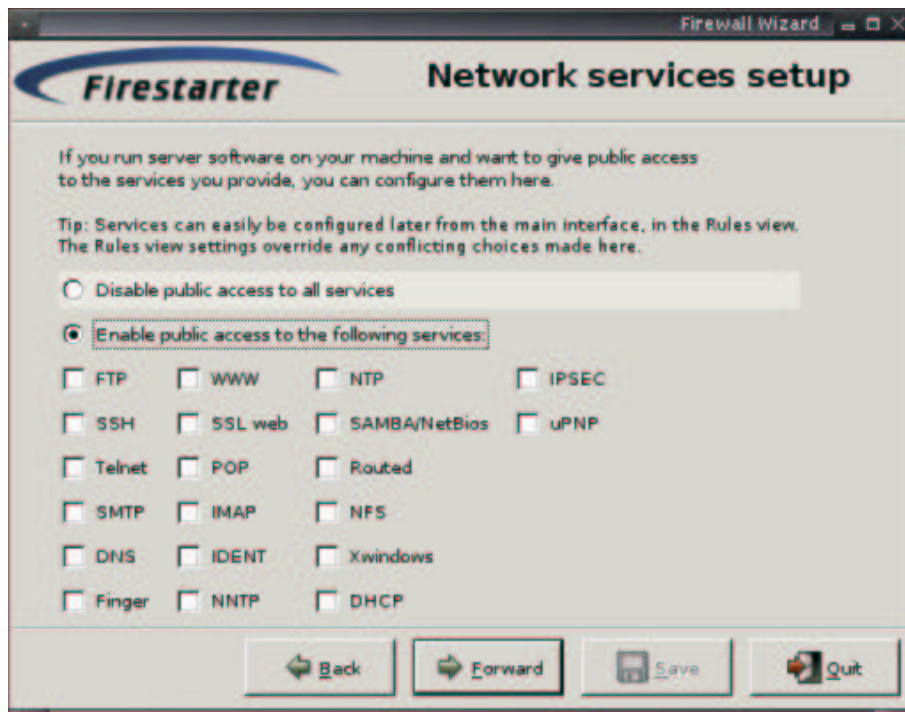 Firewall Wizard
Firestarter
Network services setup
If you run server software on your machine and want to give public access
to the services you provide, you can configure them here.
Tip: Services can easily be configured later from the main interface, in the Rules view.
The Rules view settings override any conflicting choices made here.
Disable public access to all services
Enable public access to the following services:
FTP WWW NTP IPSEC
SSH SSL web SAMBA/NetBios uPNP
Telnet POP Routed
SMTP IMAP NFS
DNS IDENT Xwindows
Finger NNTP DHCP
Back Forward Save Quit